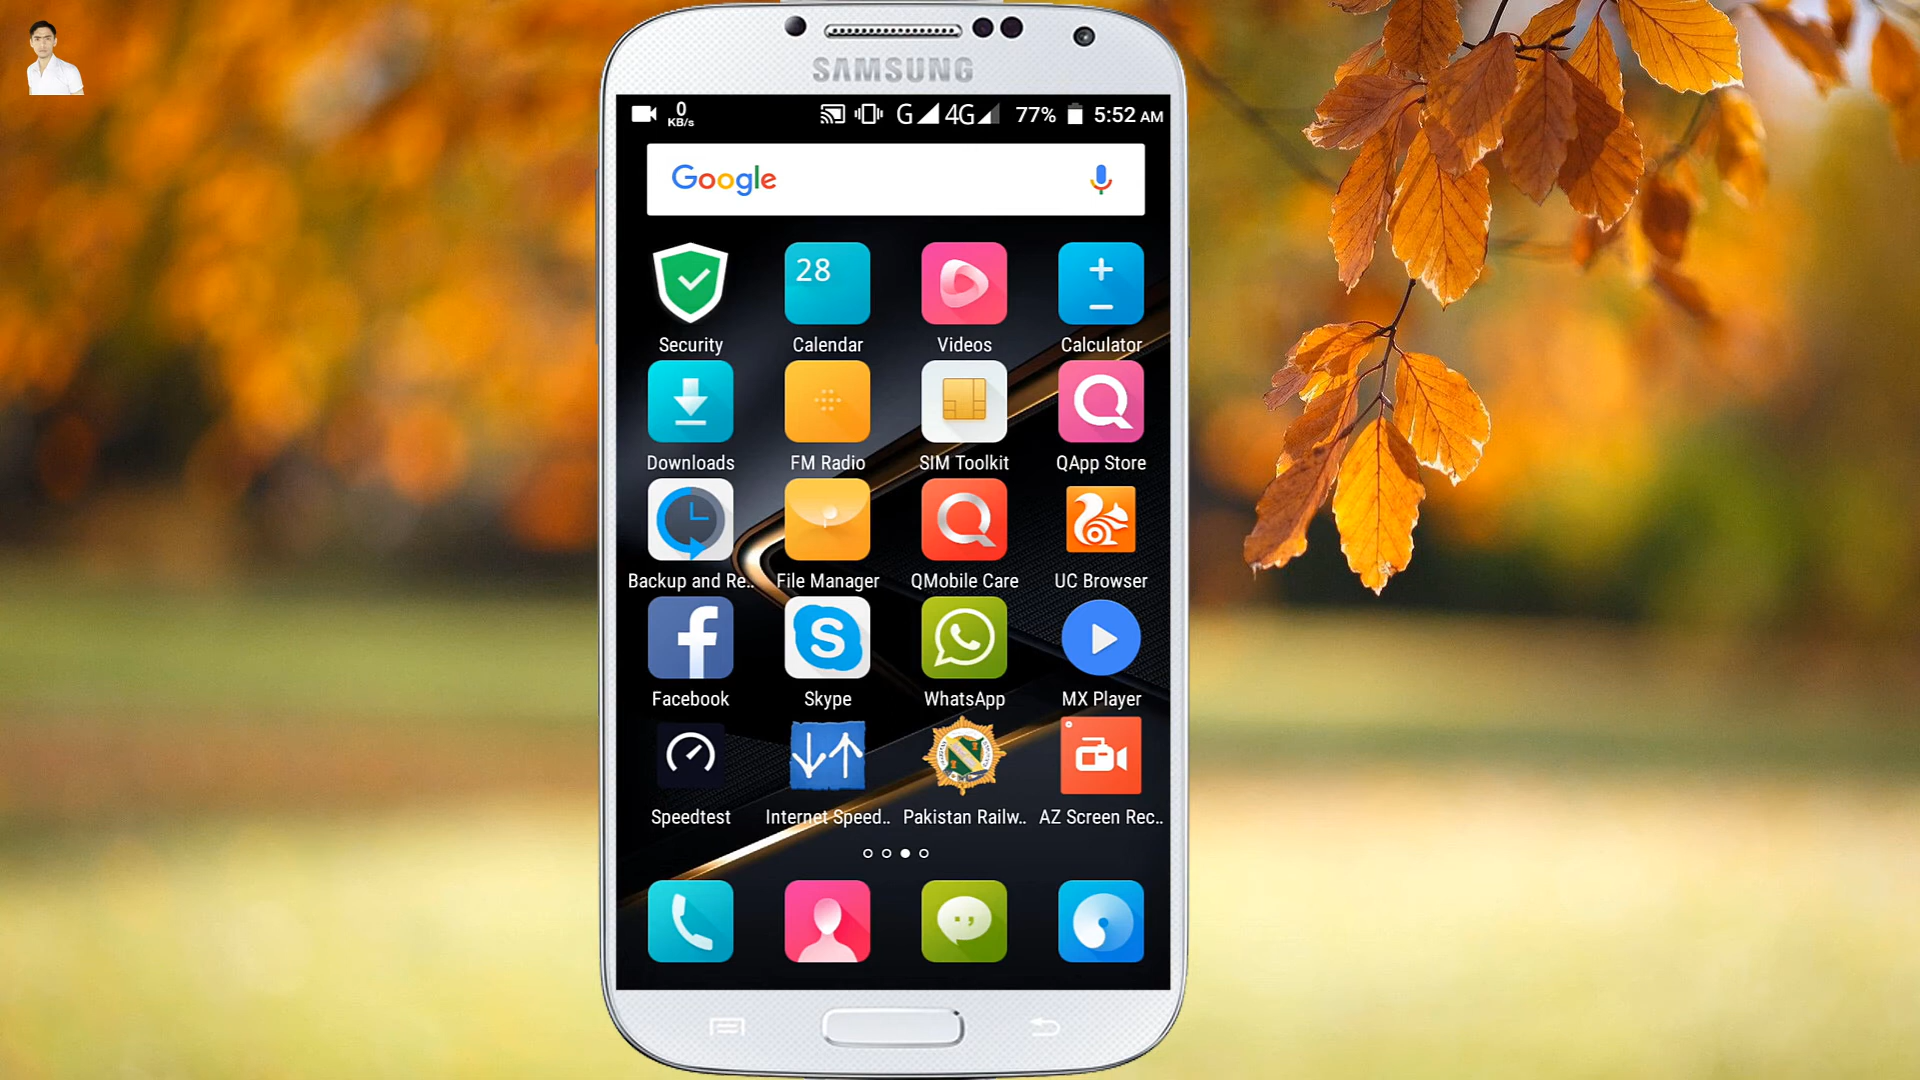 SAMSUNG
0 KB/s G 4G 77% 5:52 AM
Google
28 + −
Security Calendar Videos Calculator
Downloads FM Radio SIM Toolkit QApp Store
Backup and Re.. File Manager QMobile Care UC Browser
Facebook Skype WhatsApp MX Player
Speedtest Internet Speed.. Pakistan Railw.. AZ Screen Rec..